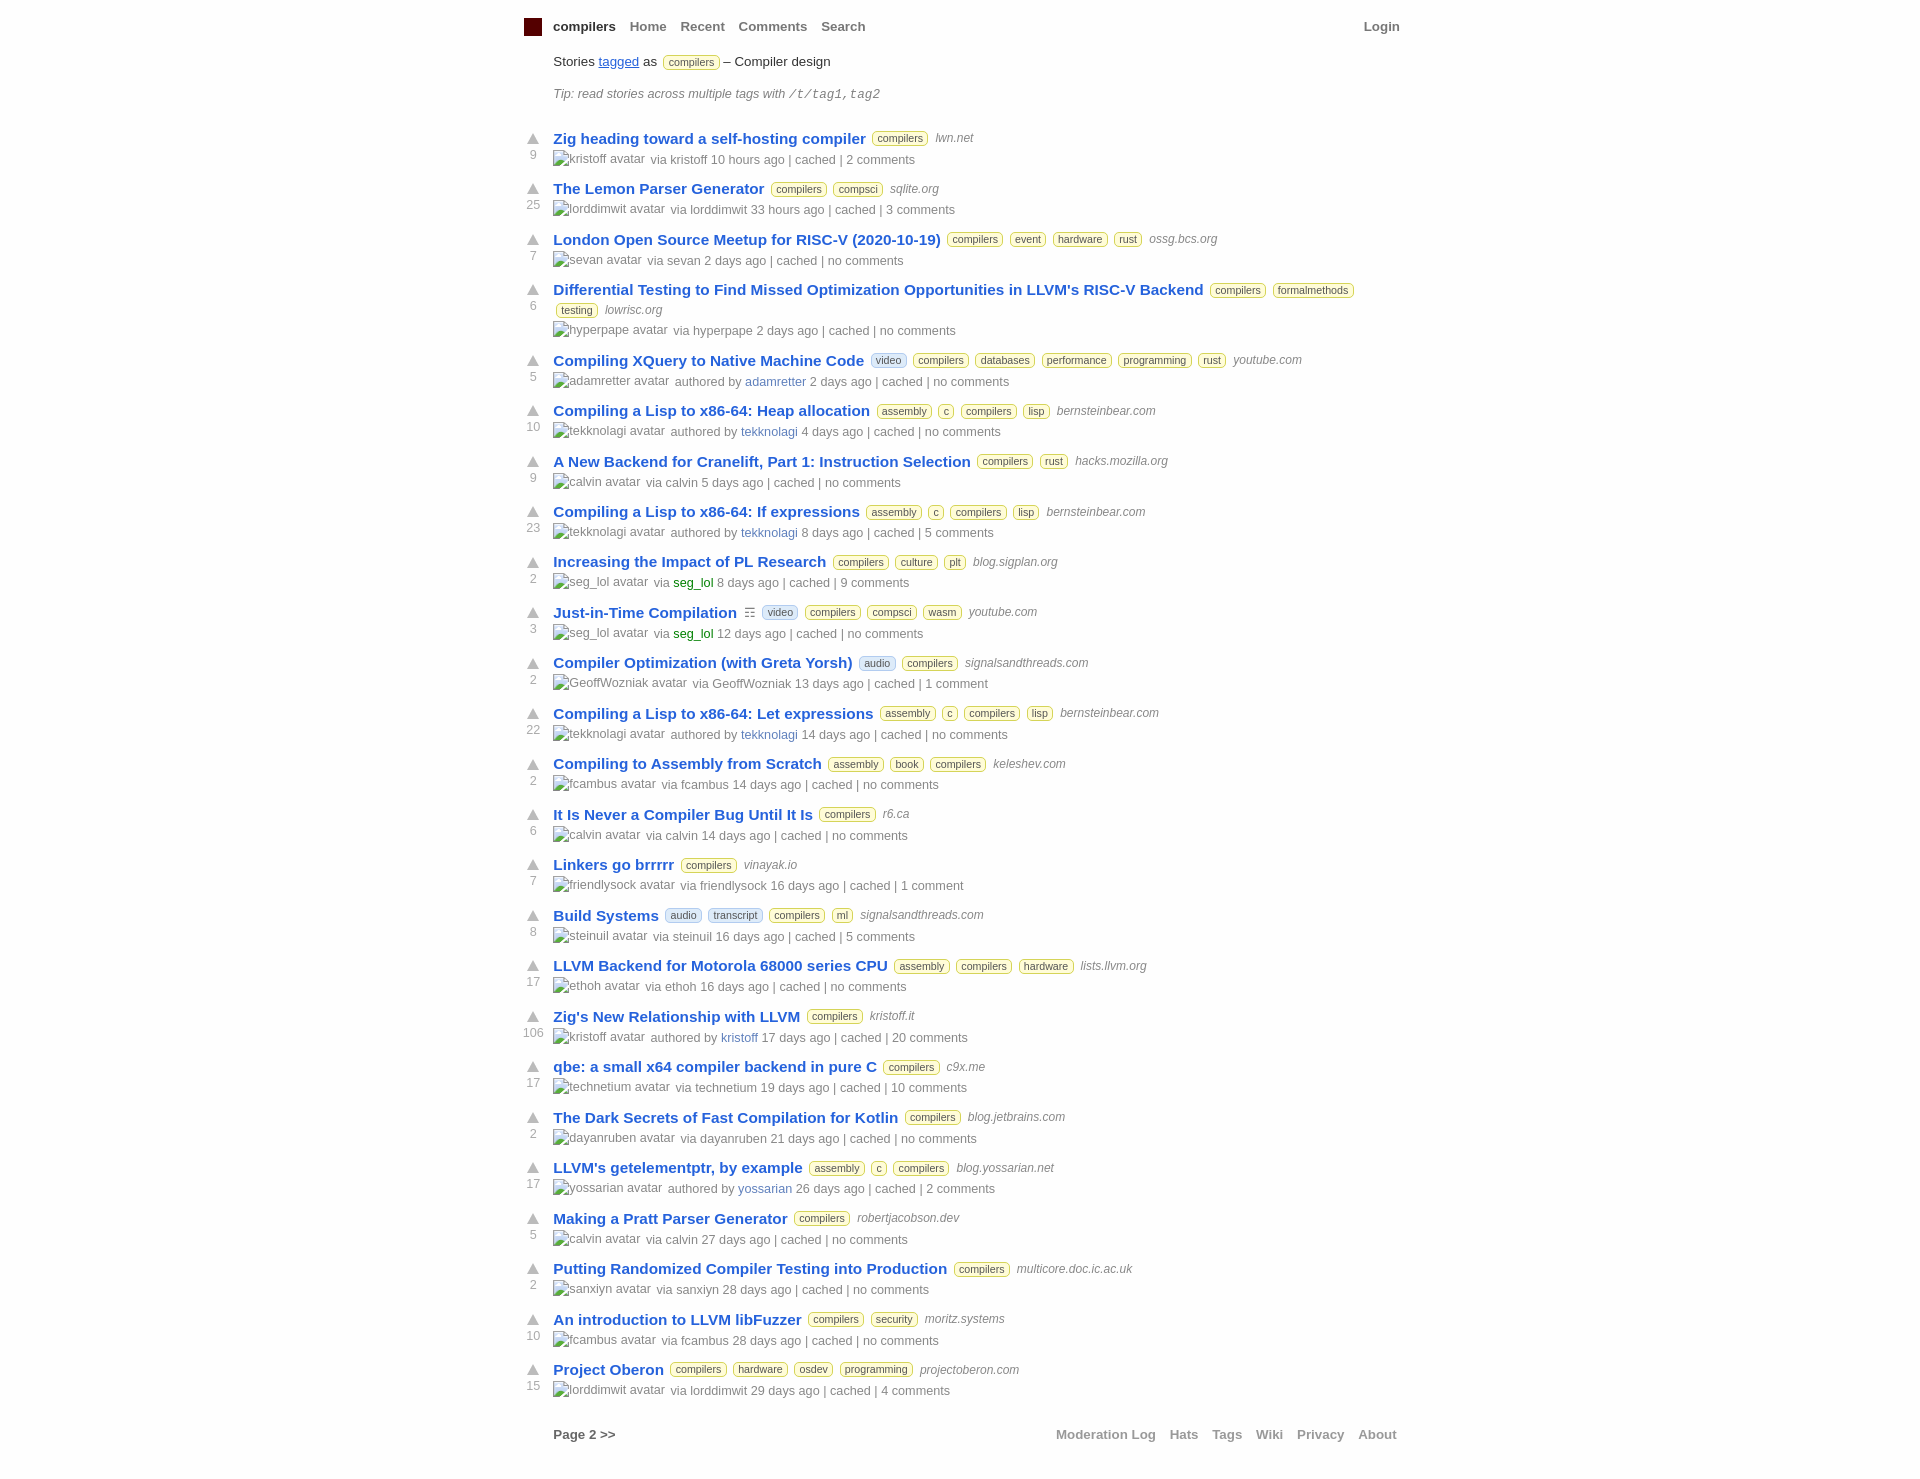 compilers Home Recent Comments Search Login
Stories tagged as compilers – Compiler design
Tip: read stories across multiple tags with /t/tag1,tag2
Zig heading toward a self-hosting compiler compilers lwn.net
9 kristoff avatar via kristoff 10 hours ago | cached | 2 comments
The Lemon Parser Generator compilers compsci sqlite.org
25 lorddimwit avatar via lorddimwit 33 hours ago | cached | 3 comments
London Open Source Meetup for RISC-V (2020-10-19) compilers event hardware rust ossg.bcs.org
7 sevan avatar via sevan 2 days ago | cached | no comments
Differential Testing to Find Missed Optimization Opportunities in LLVM's RISC-V Backend compilers formalmethods
6 testing lowrisc.org
hyperpape avatar via hyperpape 2 days ago | cached | no comments
Compiling XQuery to Native Machine Code video compilers databases performance programming rust youtube.com
5 adamretter avatar authored by adamretter 2 days ago | cached | no comments
Compiling a Lisp to x86-64: Heap allocation assembly c compilers lisp bernsteinbear.com
10 tekknolagi avatar authored by tekknolagi 4 days ago | cached | no comments
A New Backend for Cranelift, Part 1: Instruction Selection compilers rust hacks.mozilla.org
9 calvin avatar via calvin 5 days ago | cached | no comments
Compiling a Lisp to x86-64: If expressions assembly c compilers lisp bernsteinbear.com
23 tekknolagi avatar authored by tekknolagi 8 days ago | cached | 5 comments
Increasing the Impact of PL Research compilers culture plt blog.sigplan.org
2 seg_lol avatar via seg_lol 8 days ago | cached | 9 comments
Just-in-Time Compilation ☶ video compilers compsci wasm youtube.com
3 seg_lol avatar via seg_lol 12 days ago | cached | no comments
Compiler Optimization (with Greta Yorsh) audio compilers signalsandthreads.com
2 GeoffWozniak avatar via GeoffWozniak 13 days ago | cached | 1 comment
Compiling a Lisp to x86-64: Let expressions assembly c compilers lisp bernsteinbear.com
22 tekknolagi avatar authored by tekknolagi 14 days ago | cached | no comments
Compiling to Assembly from Scratch assembly book compilers keleshev.com
2 fcambus avatar via fcambus 14 days ago | cached | no comments
It Is Never a Compiler Bug Until It Is compilers r6.ca
6 calvin avatar via calvin 14 days ago | cached | no comments
Linkers go brrrrr compilers vinayak.io
7 friendlysock avatar via friendlysock 16 days ago | cached | 1 comment
Build Systems audio transcript compilers ml signalsandthreads.com
8 steinuil avatar via steinuil 16 days ago | cached | 5 comments
LLVM Backend for Motorola 68000 series CPU assembly compilers hardware lists.llvm.org
17 ethoh avatar via ethoh 16 days ago | cached | no comments
Zig's New Relationship with LLVM compilers kristoff.it
106 kristoff avatar authored by kristoff 17 days ago | cached | 20 comments
qbe: a small x64 compiler backend in pure C compilers c9x.me
17 technetium avatar via technetium 19 days ago | cached | 10 comments
The Dark Secrets of Fast Compilation for Kotlin compilers blog.jetbrains.com
2 dayanruben avatar via dayanruben 21 days ago | cached | no comments
LLVM's getelementptr, by example assembly c compilers blog.yossarian.net
17 yossarian avatar authored by yossarian 26 days ago | cached | 2 comments
Making a Pratt Parser Generator compilers robertjacobson.dev
5 calvin avatar via calvin 27 days ago | cached | no comments
Putting Randomized Compiler Testing into Production compilers multicore.doc.ic.ac.uk
2 sanxiyn avatar via sanxiyn 28 days ago | cached | no comments
An introduction to LLVM libFuzzer compilers security moritz.systems
10 fcambus avatar via fcambus 28 days ago | cached | no comments
Project Oberon compilers hardware osdev programming projectoberon.com
15 lorddimwit avatar via lorddimwit 29 days ago | cached | 4 comments
Page 2 >> Moderation Log Hats Tags Wiki Privacy About